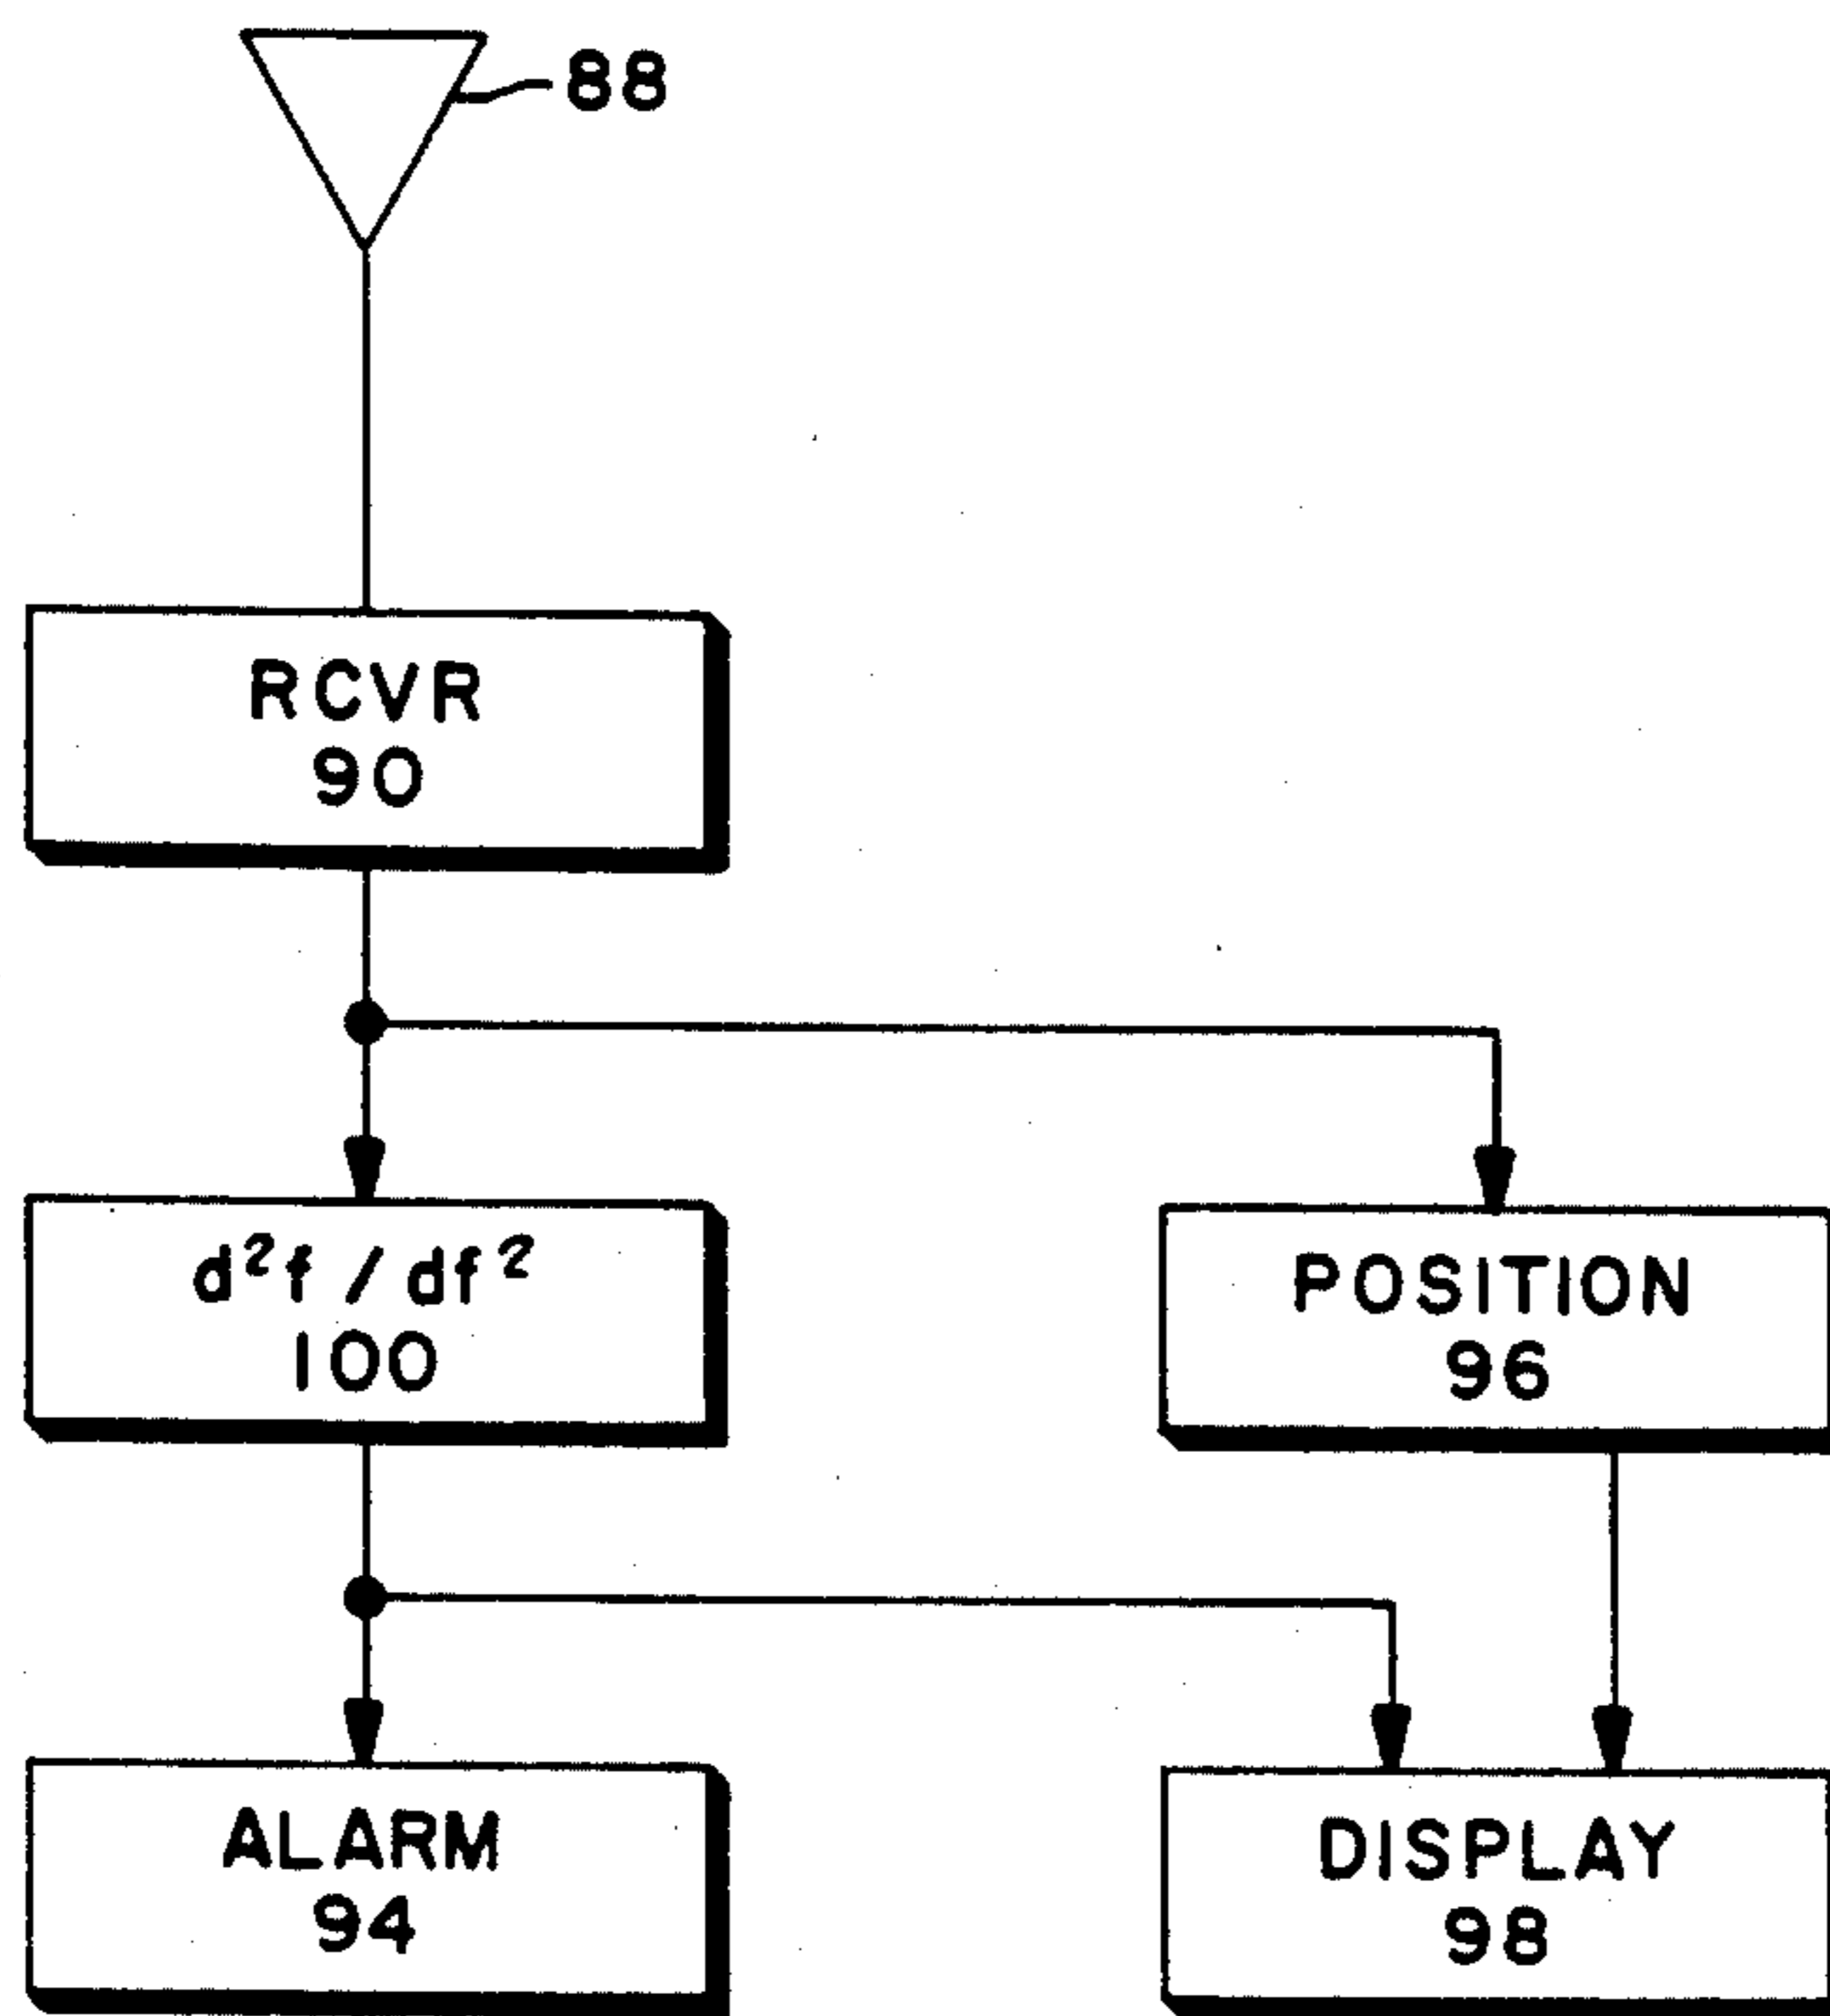 88
RCVR
90
d²f/df²
100
POSITION
96
ALARM
94
DISPLAY
98